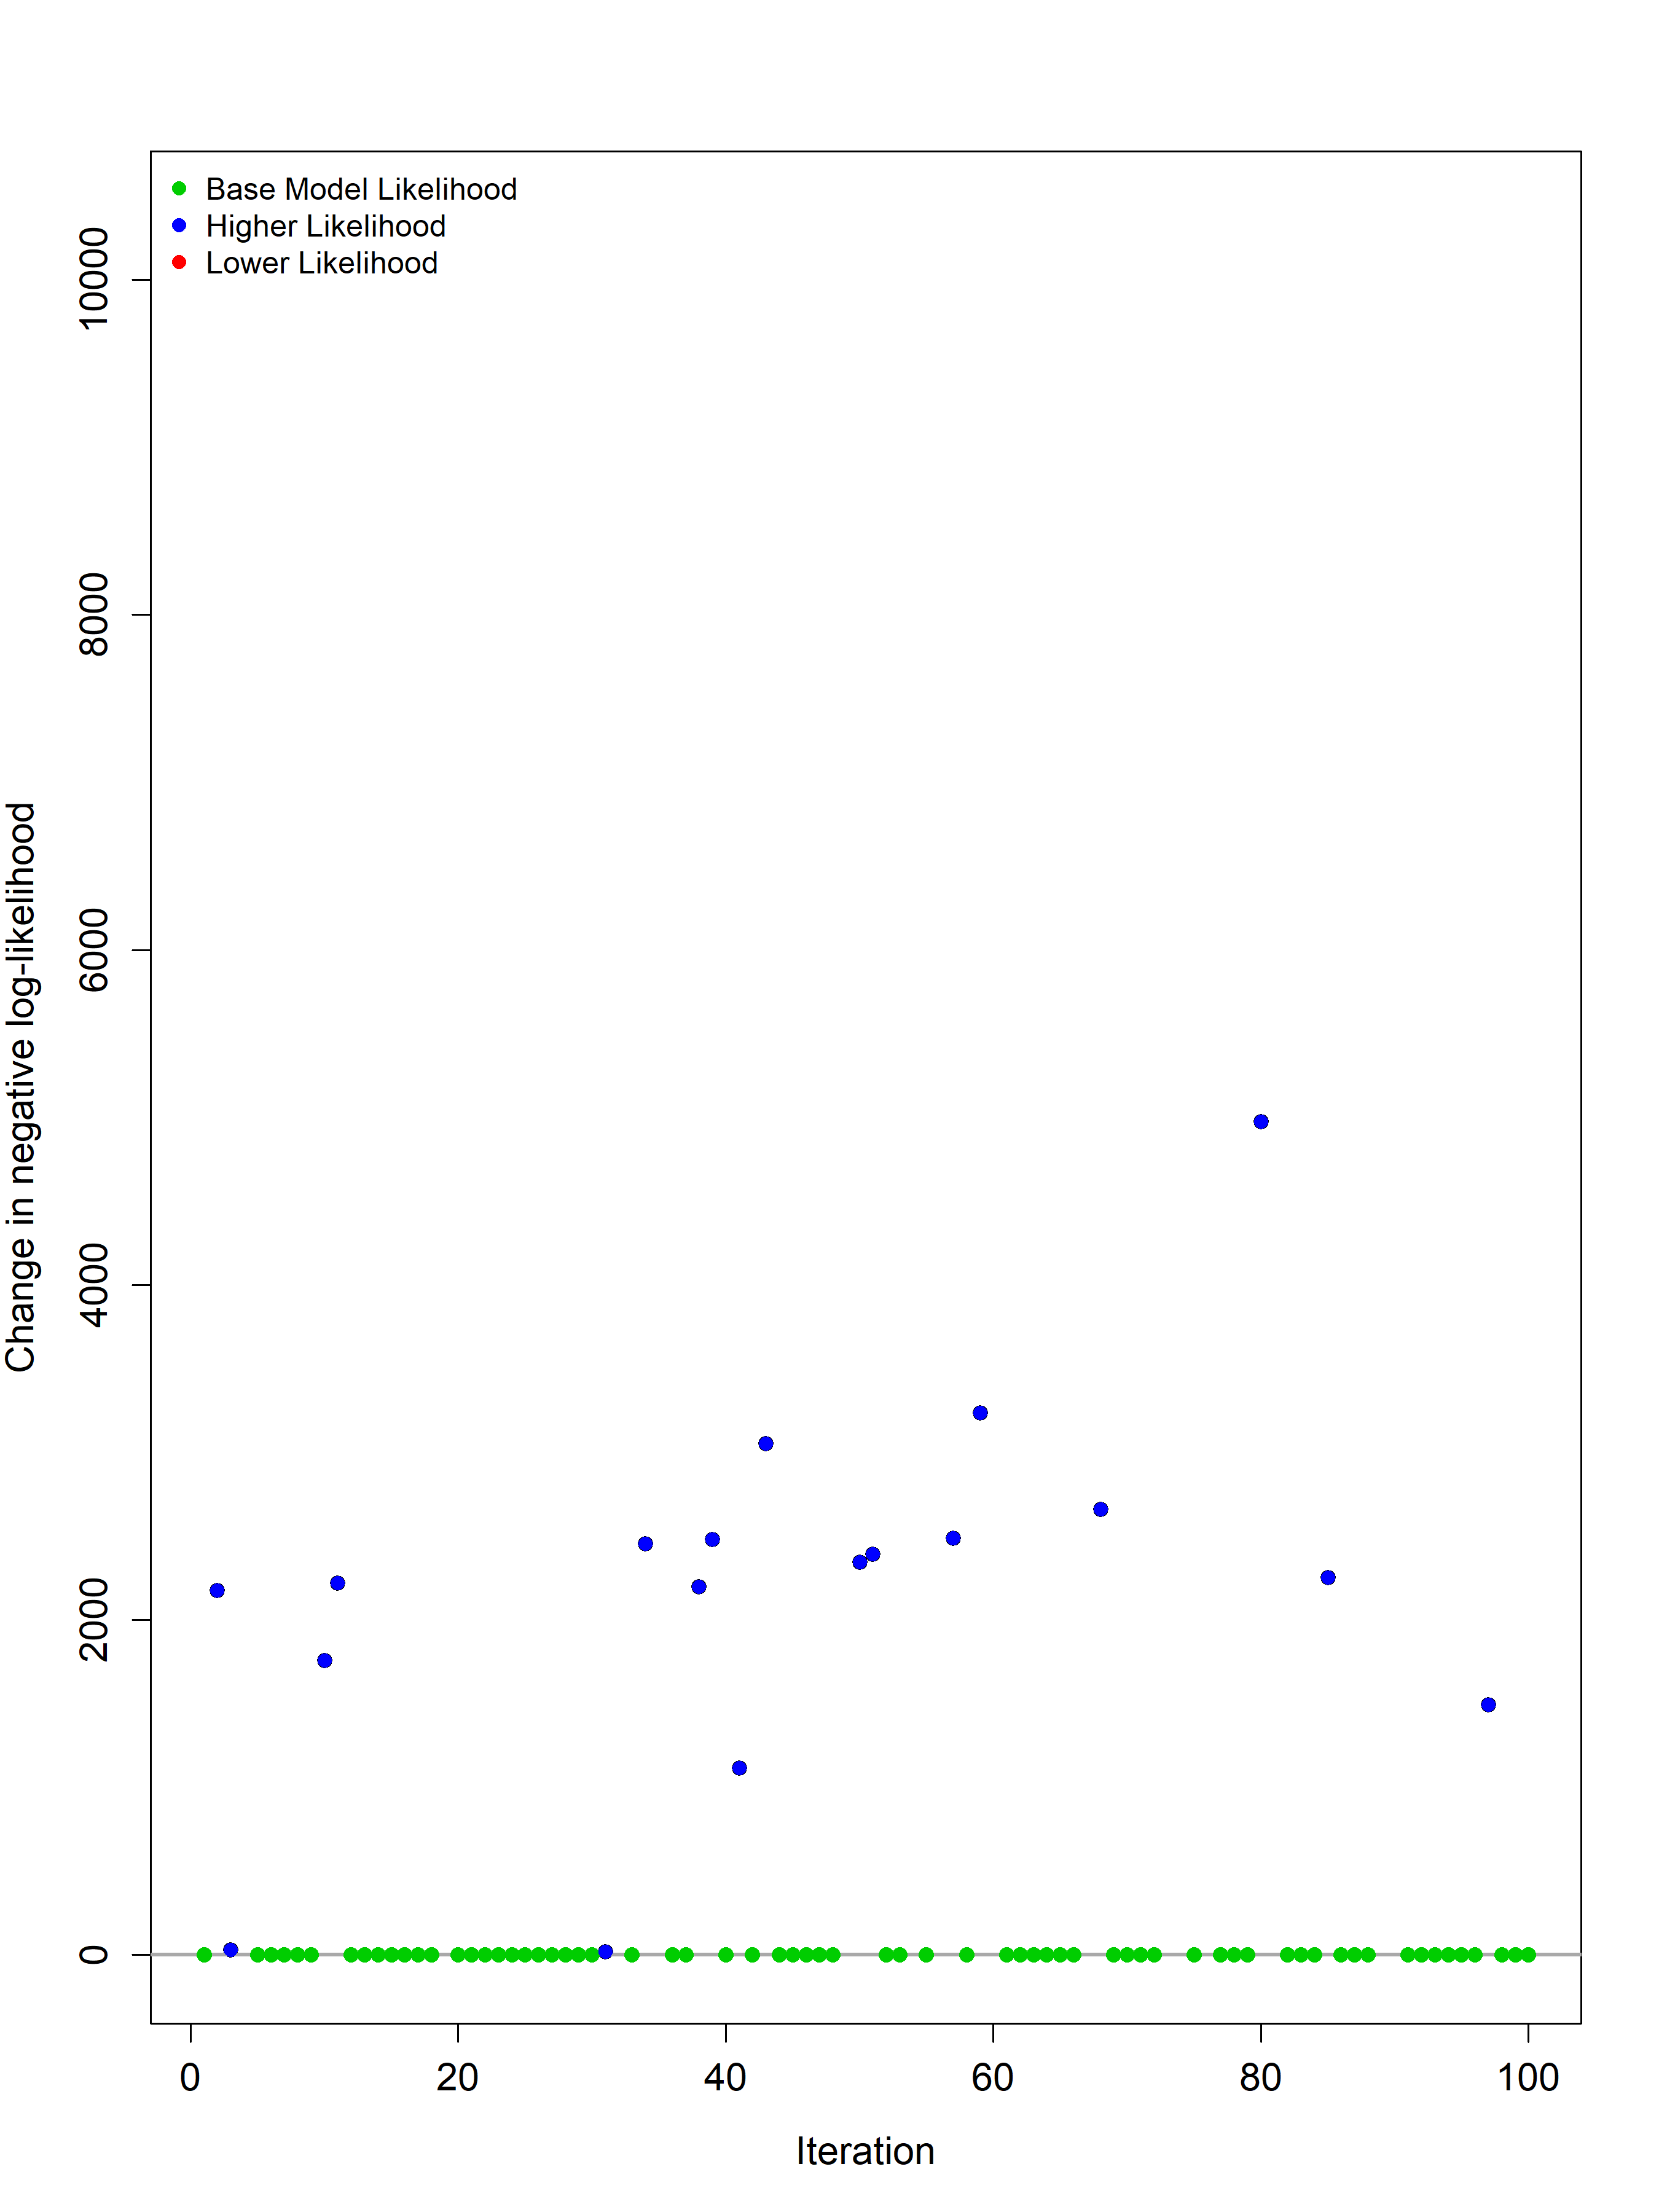 Base Model Likelihood
Higher Likelihood
Lower Likelihood
10000
8000
6000
4000
2000
0
Change in negative log-likelihood
0 20 40 60 80 100
Iteration